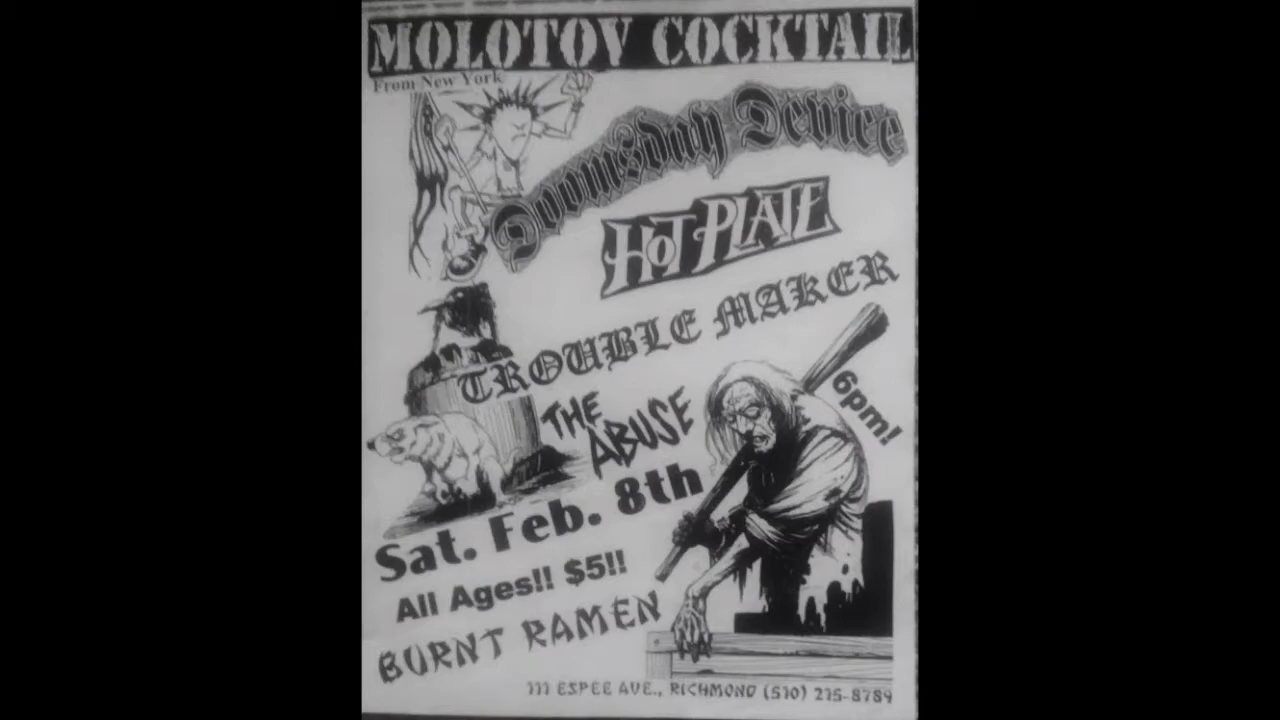 MOLOTOV COCKTAIL
From New York
Doomsday Device
HOT PLATE
TROUBLE MAKER
6pm!
THE
ABUSE
Sat. Feb. 8th
All Ages!! $5!!
BURNT RAMEN
111 ESPEE AVE., RICHMOND (510) 215-8789